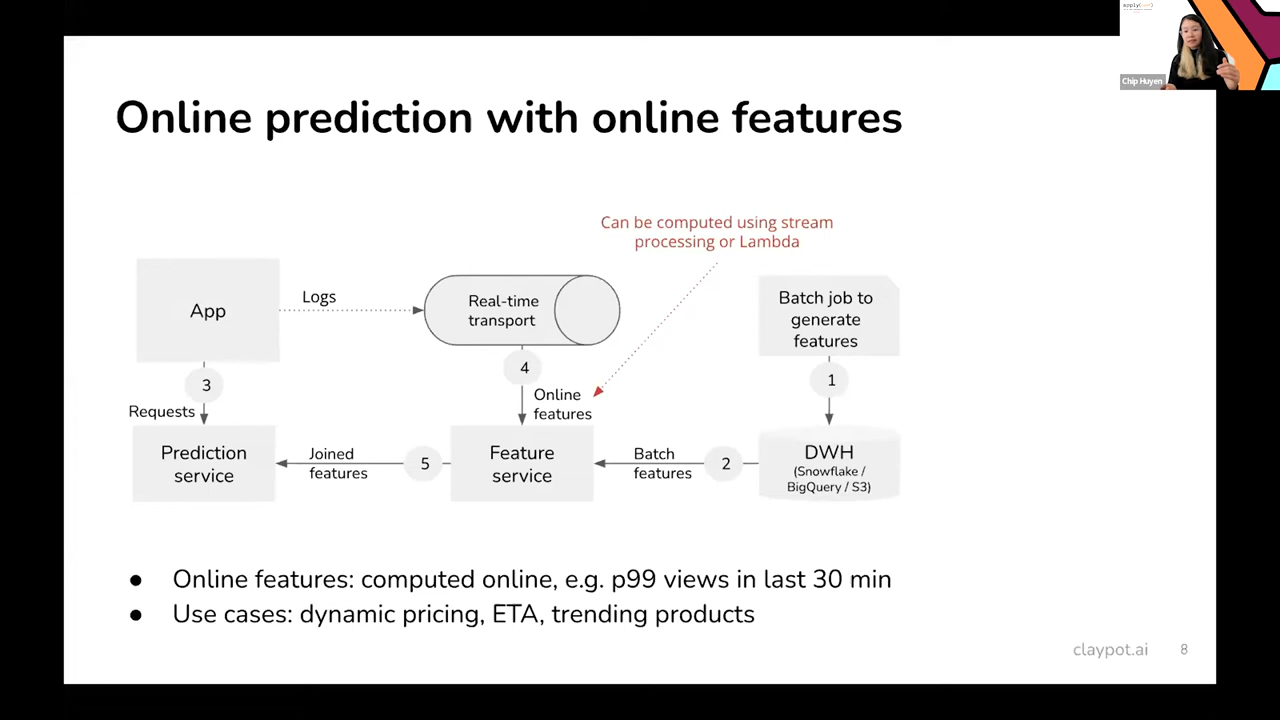 apply(conf)
Chip Huyen
Online prediction with online features
Can be computed using stream
processing or Lambda
App
Logs
Real-time
transport
Batch job to
generate
features
3
4
1
Requests
Online
features
Prediction
service
Joined
features
5
Feature
service
Batch
features
2
DWH
(Snowflake /
BigQuery / S3)
● Online features: computed online, e.g. p99 views in last 30 min
● Use cases: dynamic pricing, ETA, trending products
claypot.ai
8